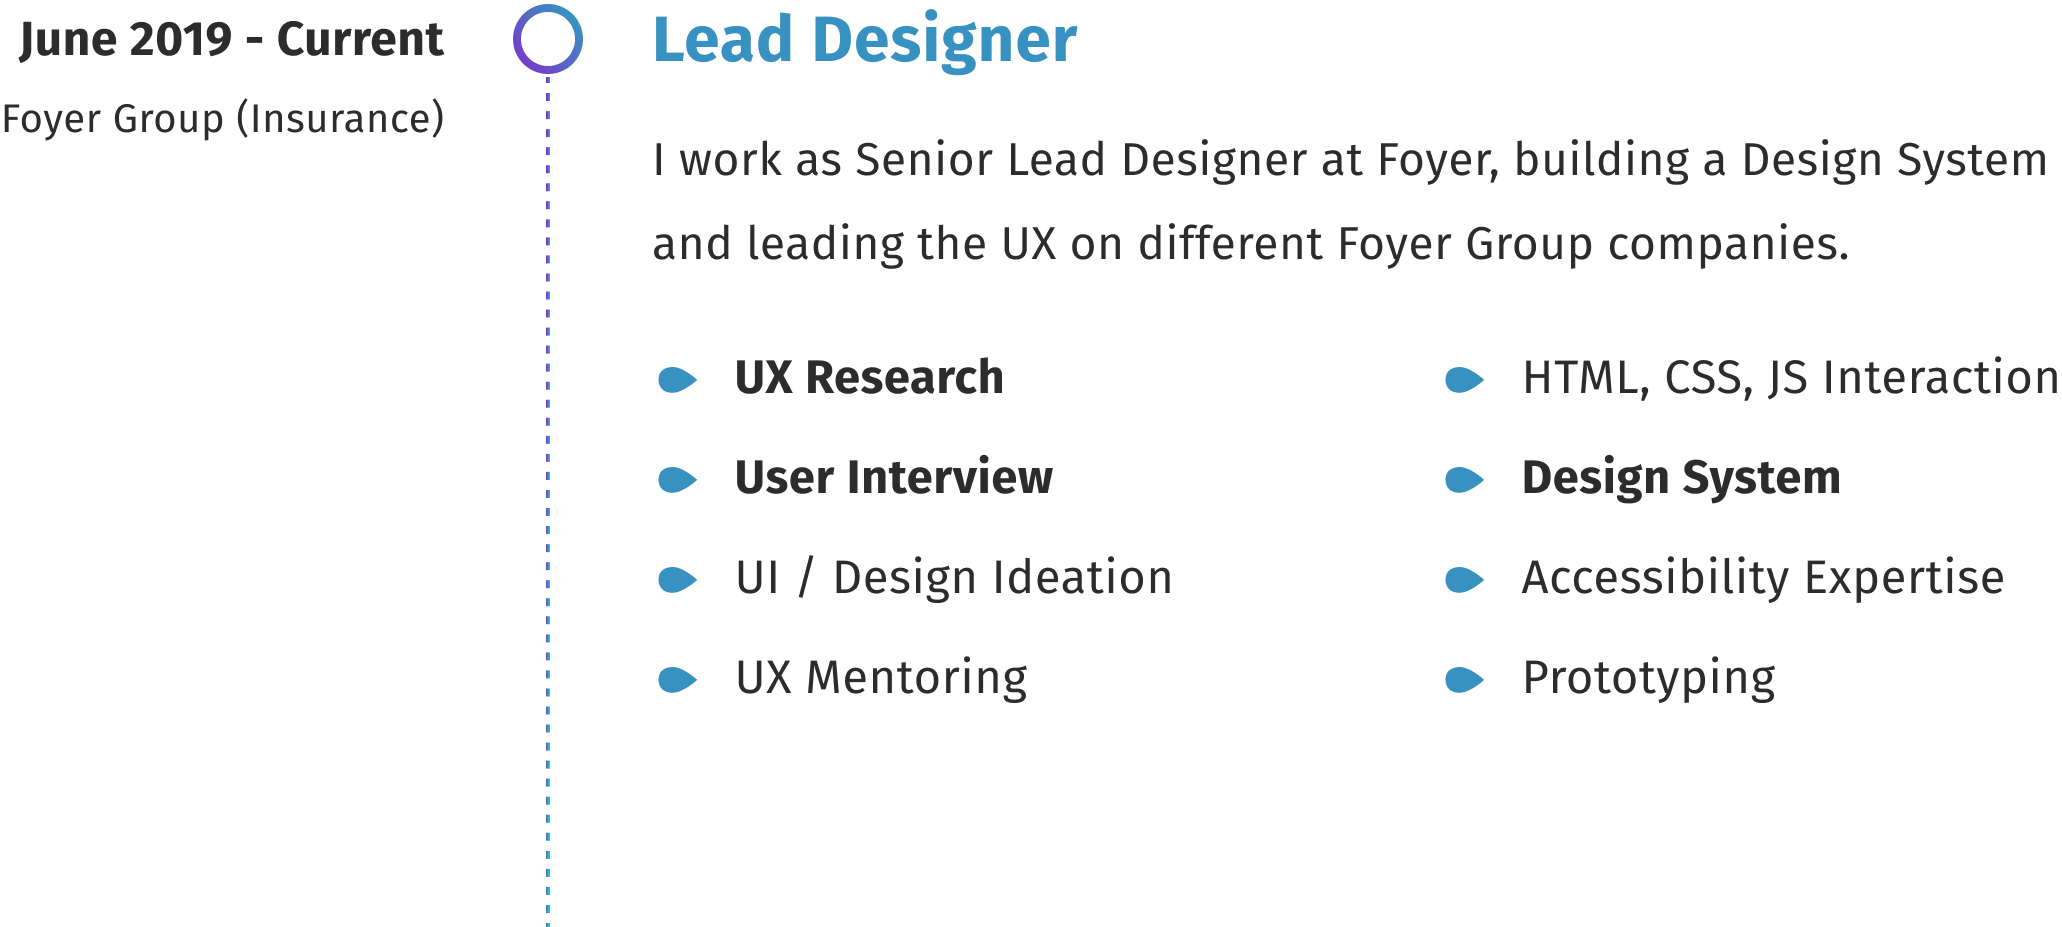 June 2019 - Current
Foyer Group (Insurance)
Lead Designer
I work as Senior Lead Designer at Foyer, building a Design System
and leading the UX on different Foyer Group companies.
UX Research
User Interview
UI / Design Ideation
UX Mentoring
HTML, CSS, JS Interaction
Design System
Accessibility Expertise
Prototyping